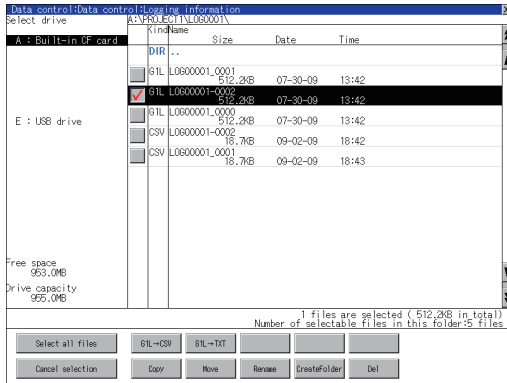 Data control:Data control:Logging information
Select drive
A:\PROJECT1\LOG0001\
A : Built-in CF card
E : USB drive
Kind Name
Size Date Time
DIR ..
G1L LOG00001_0001
512.2KB 07-30-09 13:42
G1L LOG00001-0002
512.2KB 07-30-09 13:42
G1L LOG00001_0000
512.2KB 07-30-09 13:42
CSV LOG00001-0002
18.7KB 09-02-09 18:42
CSV LOG00001_0001
18.7KB 09-02-09 18:43
Free space
953.0MB
Drive capacity
955.0MB
1 files are selected ( 512.2KB in total)
Number of selectable files in this folder:5 files
Select all files G1L→CSV G1L→TXT
Cancel selection Copy Move Rename CreateFolder Del